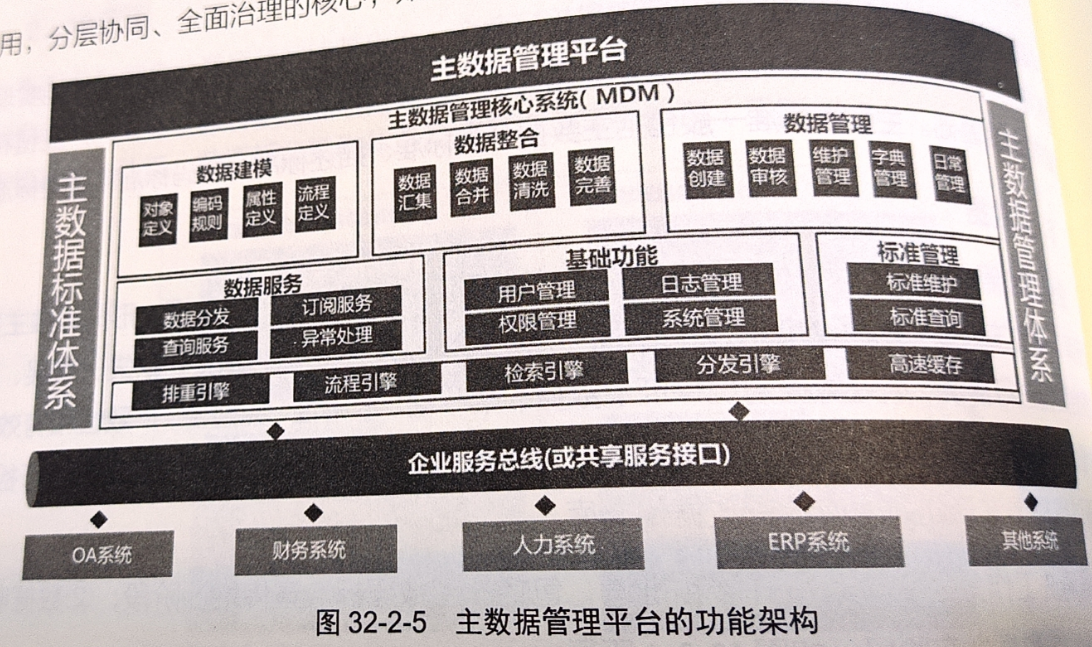 用，分层协同、全面治理的核心，
主数据管理平台
主数据管理核心系统( MDM )
主数据标准体系
主数据管理体系
数据建模
对象定义 编码规则 属性定义 流程定义
数据整合
数据汇集 数据合并 数据清洗 数据完善
数据管理
数据创建 数据审核 维护管理 字典管理 日常管理
数据服务
数据分发 订阅服务
查询服务 异常处理
基础功能
用户管理 日志管理
权限管理 系统管理
标准管理
标准维护
标准查询
排重引擎 流程引擎 检索引擎 分发引擎 高速缓存
企业服务总线(或共享服务接口)
OA系统 财务系统 人力系统 ERP系统 其他系统
图 32-2-5 主数据管理平台的功能架构